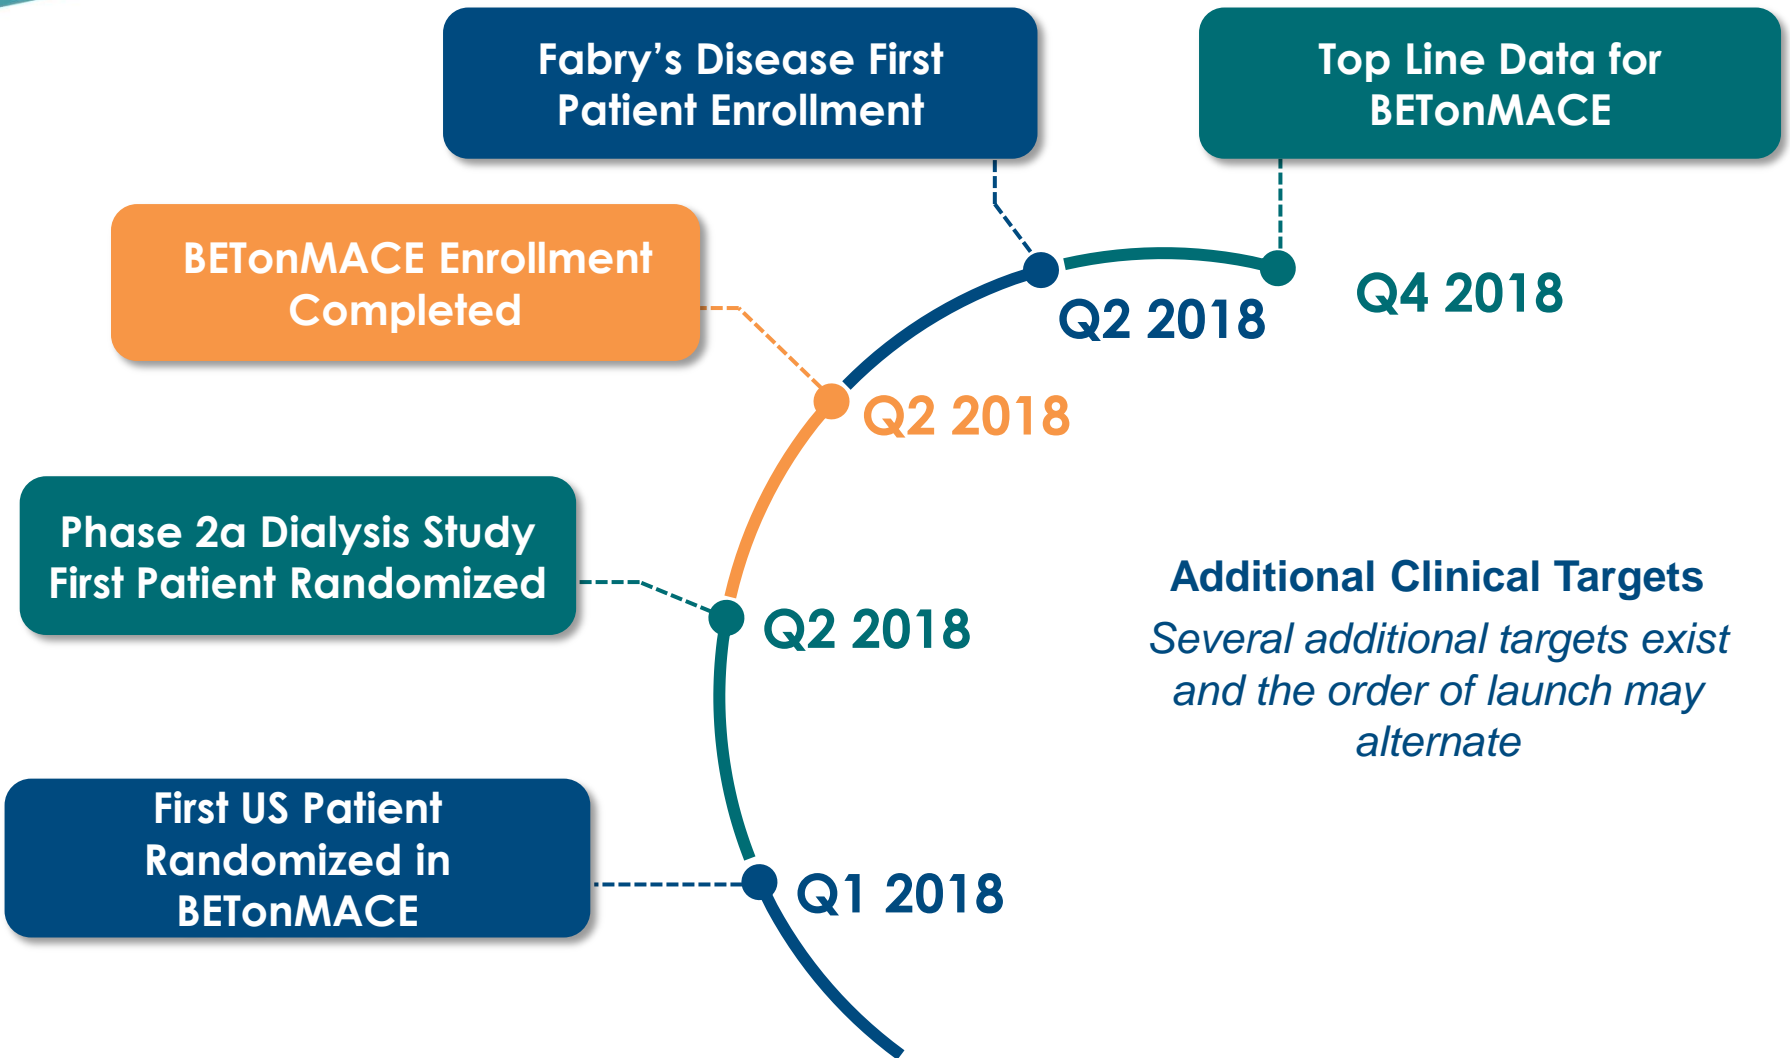 Fabry’s Disease First
Patient Enrollment
Top Line Data for
BETonMACE
BETonMACE Enrollment
Completed
Q2 2018
Q4 2018
Q2 2018
Phase 2a Dialysis Study
First Patient Randomized
Q2 2018
Additional Clinical Targets
Several additional targets exist
and the order of launch may
alternate
First US Patient
Randomized in
BETonMACE
Q1 2018